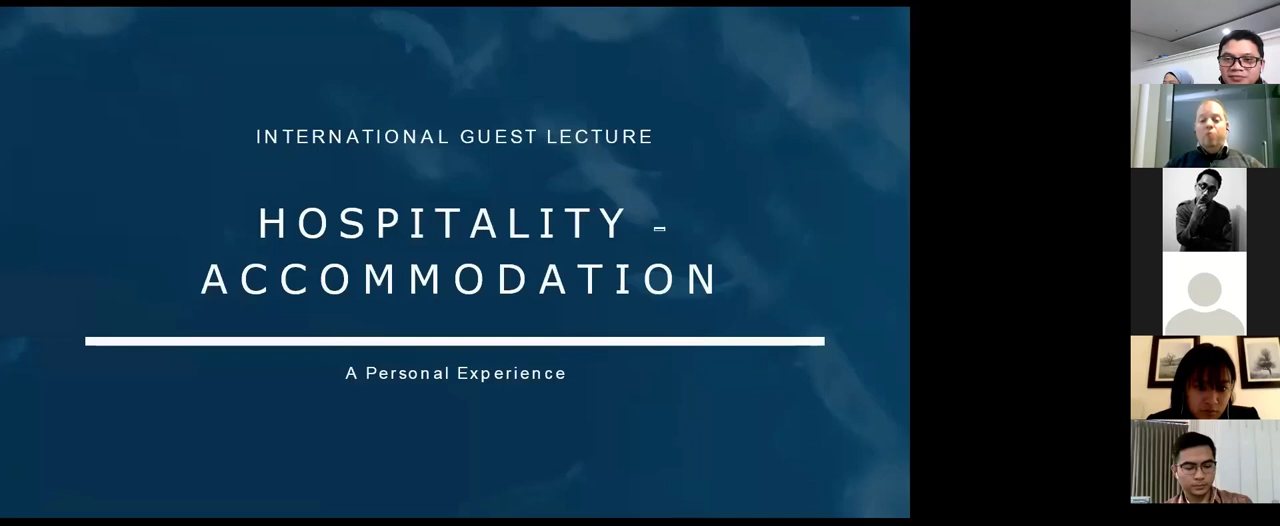 INTERNATIONAL GUEST LECTURE
HOSPITALITY -
ACCOMMODATION
A Personal Experience